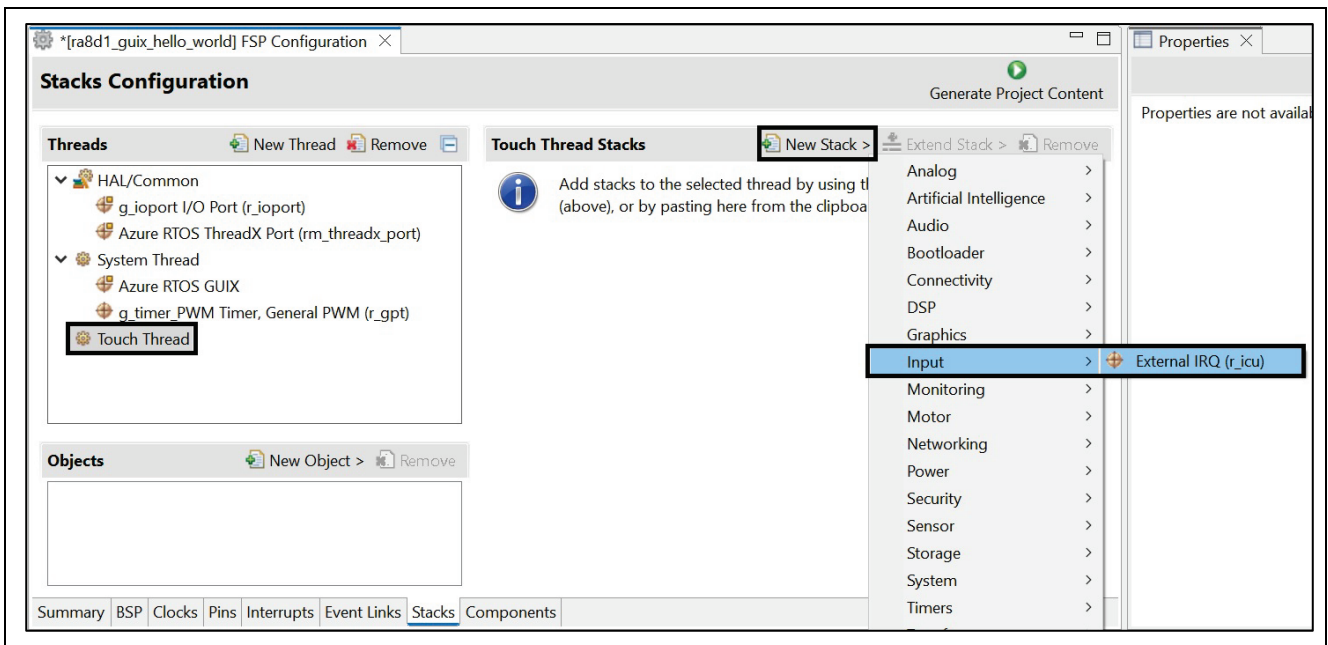 *[ra8d1_guix_hello_world] FSP Configuration
Properties
Stacks Configuration
Generate Project Content
Properties are not availa
Threads
New Thread
Remove
Touch Thread Stacks
New Stack >
Extend Stack >
Remove
HAL/Common
g_ioport I/O Port (r_ioport)
Azure RTOS ThreadX Port (rm_threadx_port)
System Thread
Azure RTOS GUIX
g_timer_PWM Timer, General PWM (r_gpt)
Touch Thread
Add stacks to the selected thread by using t
(above), or by pasting here from the clipboa
Analog >
Artificial Intelligence >
Audio >
Bootloader >
Connectivity >
DSP >
Graphics >
Input >
External IRQ (r_icu)
Monitoring >
Motor >
Networking >
Power >
Security >
Sensor >
Storage >
System >
Timers >
Objects
New Object >
Remove
Summary BSP Clocks Pins Interrupts Event Links Stacks Components